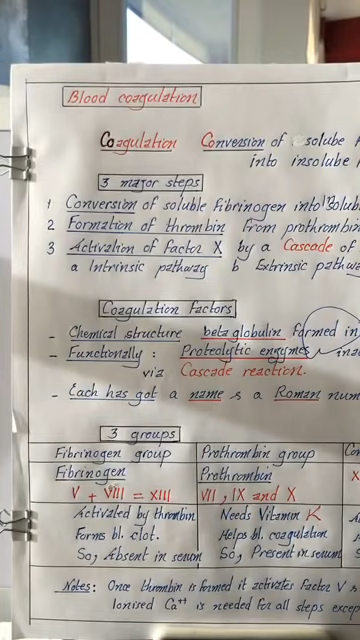 Blood coagulation
Coagulation Conversion of solube
into insolube
3 major steps
1 Conversion of soluble fibrinogen into
2 Formation of thrombin from prothrombin
3 Activation of Factor X by a Cascade of
a Intrinsic pathway b Extrinsic
Coagulation factors
- Chemical structure beta globulin formed in
- Functionally : Proteolytic enzymes
via Cascade reaction.
- Each has got a name & a Roman
3 groups
Fibrinogen group Prothrombin group
Fibrinogen Prothrombin
V + VIII = XIII VII, IX and X
Activated by thrombin Needs Vitamin K
Forms bl. clot. Helps bl. coagulation
So, Absent in serum So, Present in serum
Notes: Once thrombin is formed it activates Factor V
Ionised Ca++ is needed for all steps